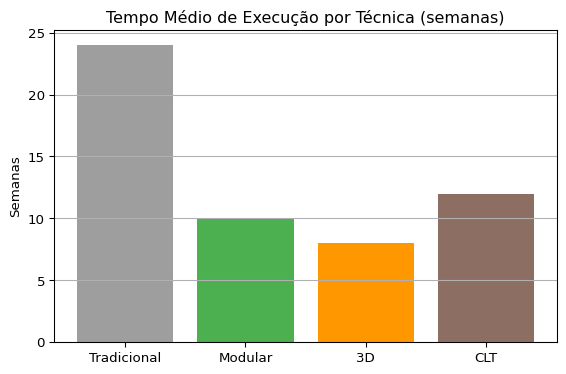 Tempo Médio de Execução por Técnica (semanas)
25
20
15
10
5
0
Semanas
Tradicional
Modular
3D
CLT